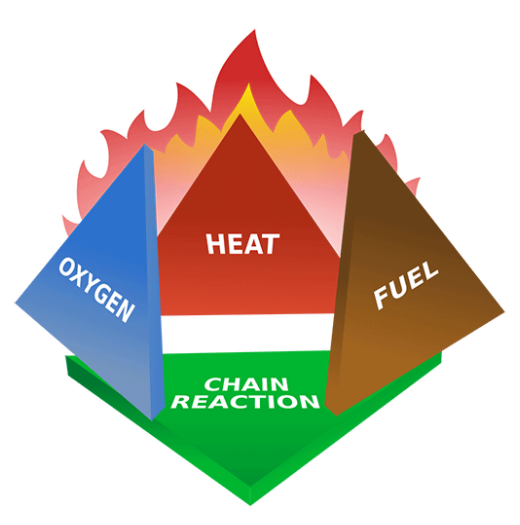 HEAT
OXYGEN
FUEL
CHAIN
REACTION